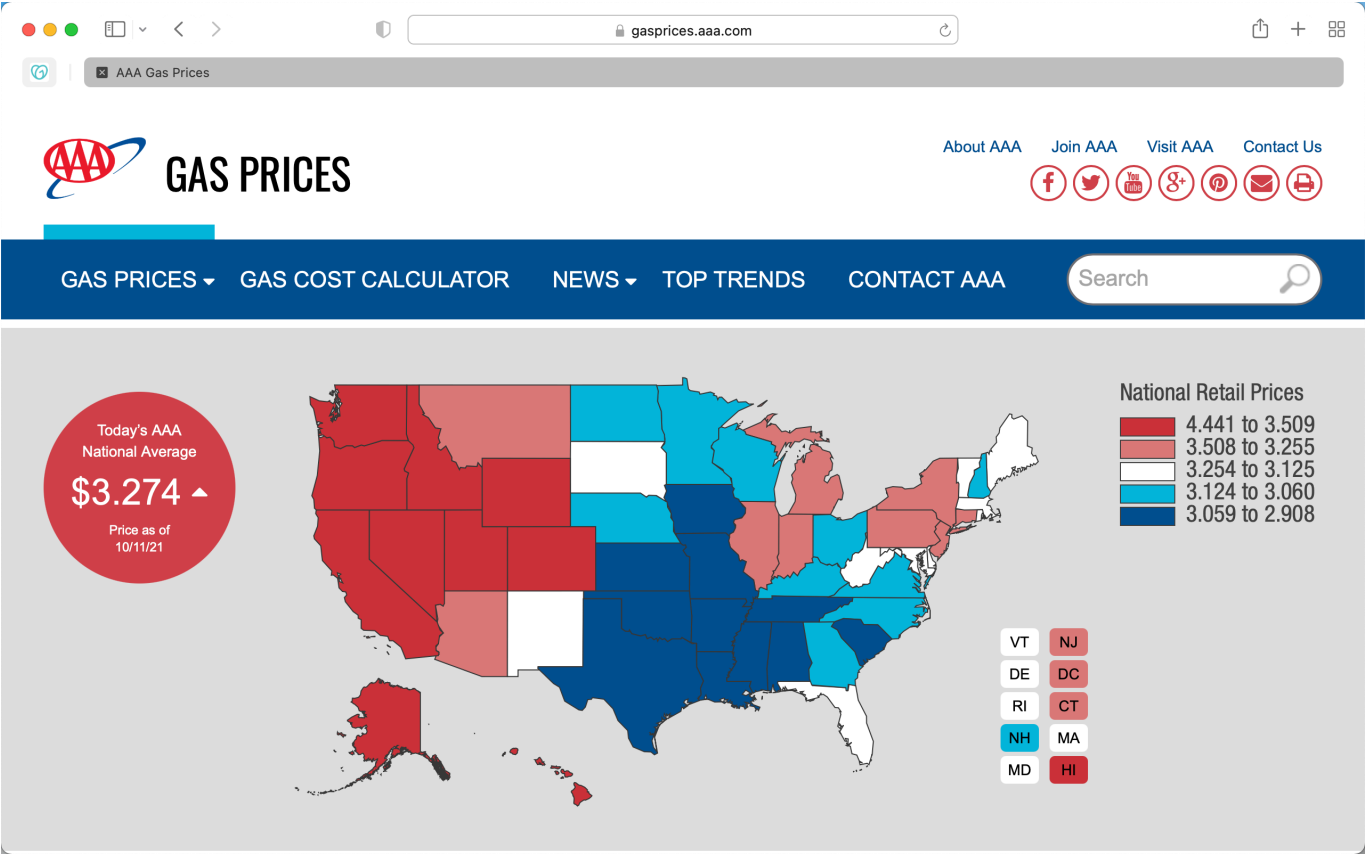 gasprices.aaa.com
AAA Gas Prices
AAA
GAS PRICES
About AAA Join AAA Visit AAA Contact Us
You
Tube
g+
GAS PRICES GAS COST CALCULATOR NEWS TOP TRENDS CONTACT AAA Search
Today's AAA
National Average
$3.274
Price as of
10/11/21
National Retail Prices
4.441 to 3.509
3.508 to 3.255
3.254 to 3.125
3.124 to 3.060
3.059 to 2.908
VT NJ
DE DC
RI CT
NH MA
MD HI